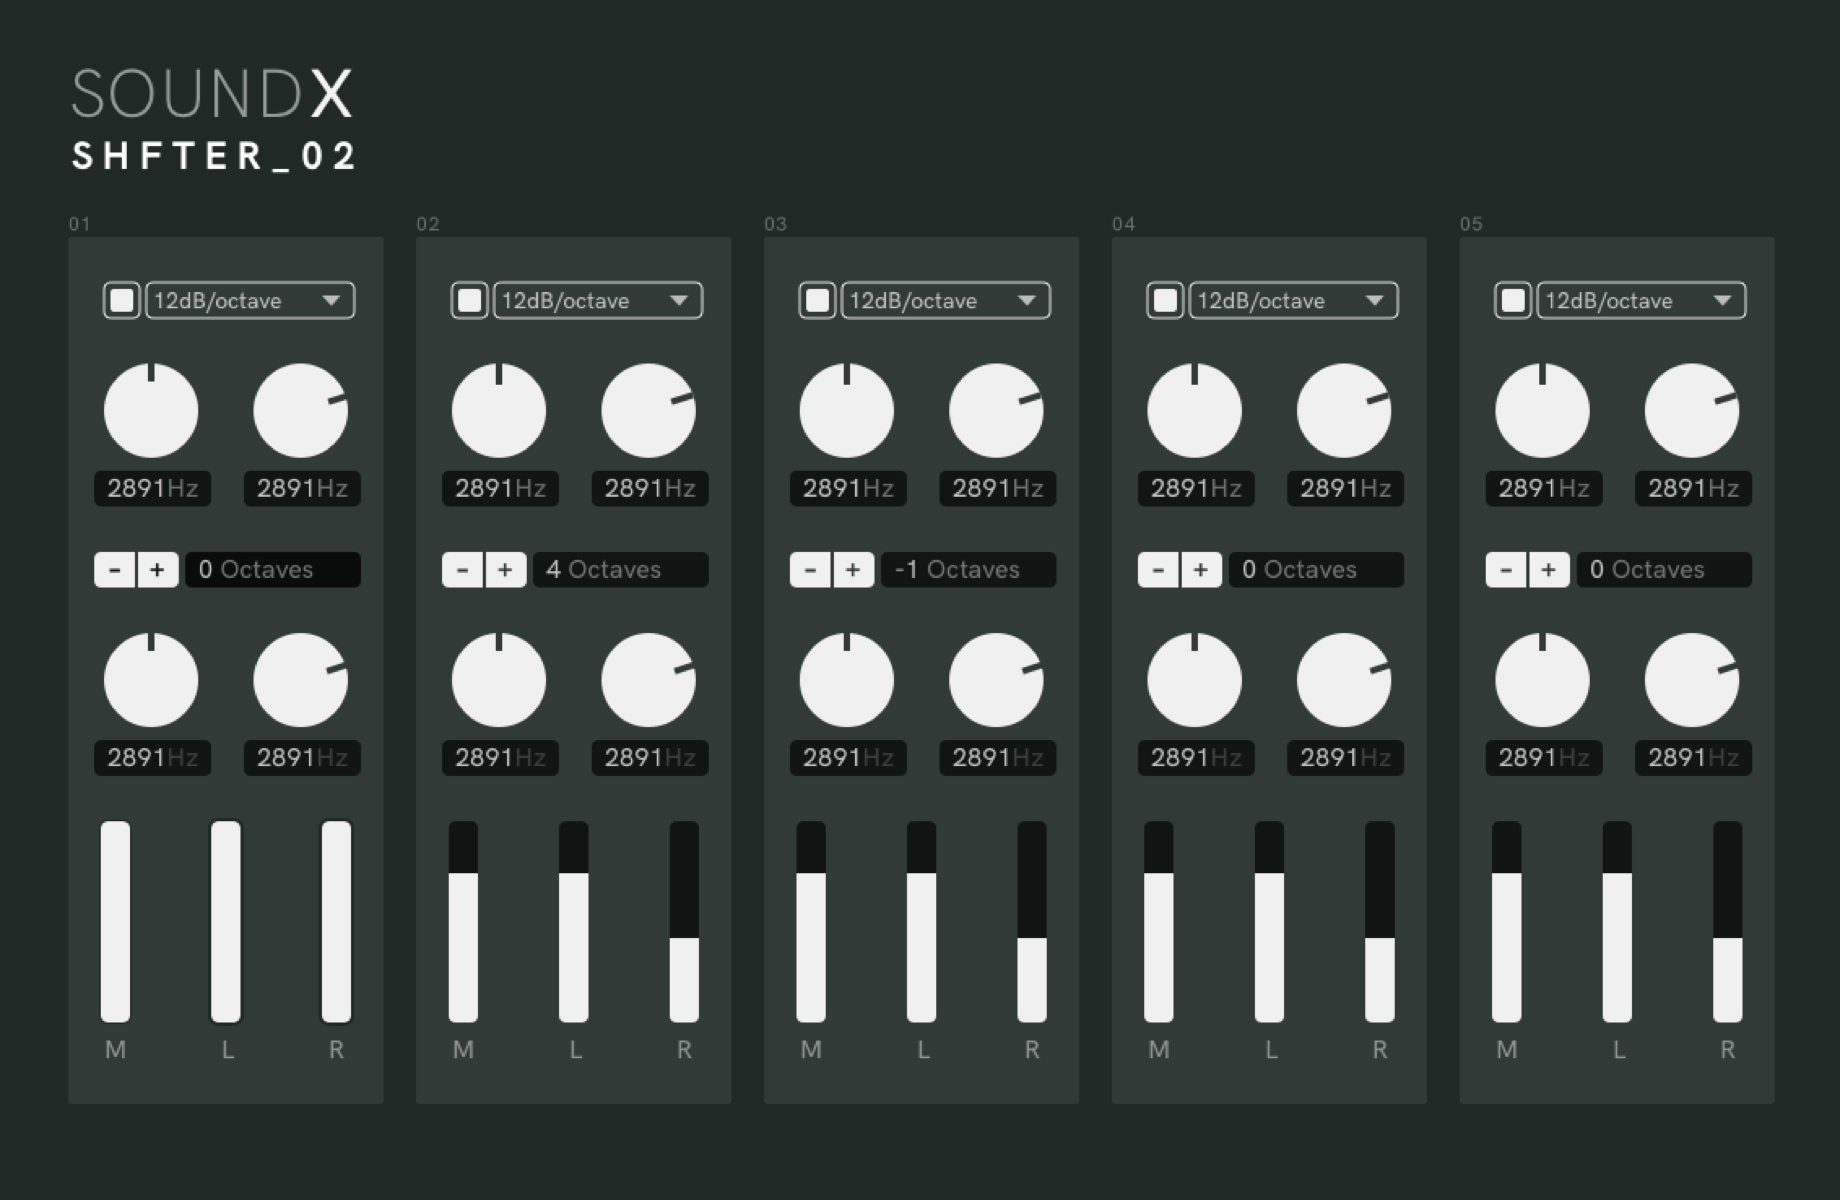 SOUNDX
SHFTER_02
01 02 03 04 05
12dB/octave 12dB/octave 12dB/octave 12dB/octave 12dB/octave
2891Hz 2891Hz 2891Hz 2891Hz 2891Hz 2891Hz 2891Hz 2891Hz 2891Hz 2891Hz
- + 0 Octaves - + 4 Octaves - + -1 Octaves - + 0 Octaves - + 0 Octaves
2891Hz 2891Hz 2891Hz 2891Hz 2891Hz 2891Hz 2891Hz 2891Hz 2891Hz 2891Hz
M L R M L R M L R M L R M L R